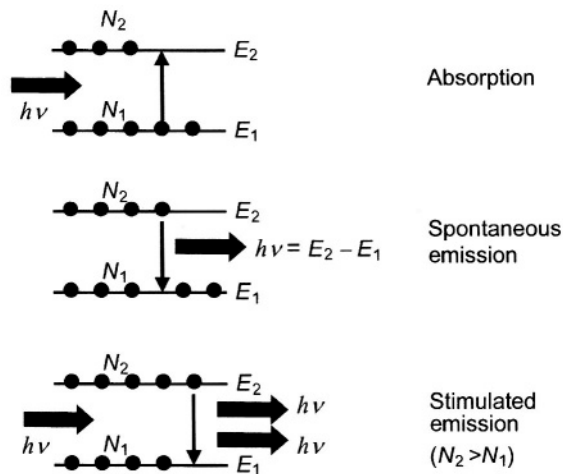 N₂
E₂
Absorption
hν
N₁
E₁
N₂
E₂
Spontaneous
emission
hν = E₂ − E₁
N₁
E₁
N₂
E₂
hν
Stimulated
emission
hν
hν
N₁
E₁
(N₂ >N₁)